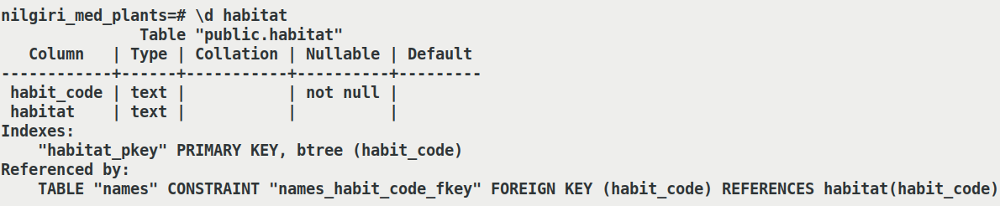 nilgiri_med_plants=# \d habitat
Table "public.habitat"
Column | Type | Collation | Nullable | Default
------------+------+-----------+----------+---------
habit_code | text | | not null |
habitat | text | | |
Indexes:
"habitat_pkey" PRIMARY KEY, btree (habit_code)
Referenced by:
TABLE "names" CONSTRAINT "names_habit_code_fkey" FOREIGN KEY (habit_code) REFERENCES habitat(habit_code)